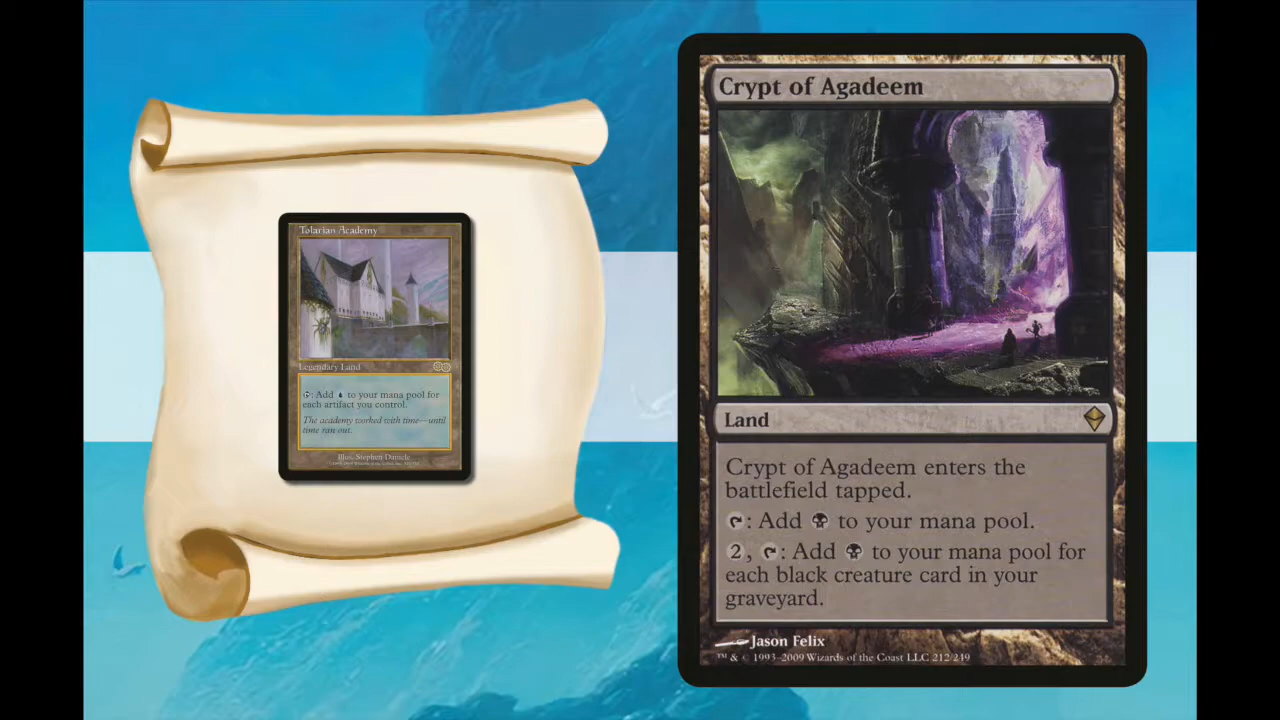 Tolarian Academy
Legendary Land
: Add to your mana pool for
each artifact you control.
The academy worked with time—until
time ran out.
Illus. Stephen Daniele
Crypt of Agadeem
Land
Crypt of Agadeem enters the
battlefield tapped.
: Add to your mana pool.
2, : Add to your mana pool for
each black creature card in your
graveyard.
Jason Felix
™ & © 1993–2009 Wizards of the Coast LLC 212/249